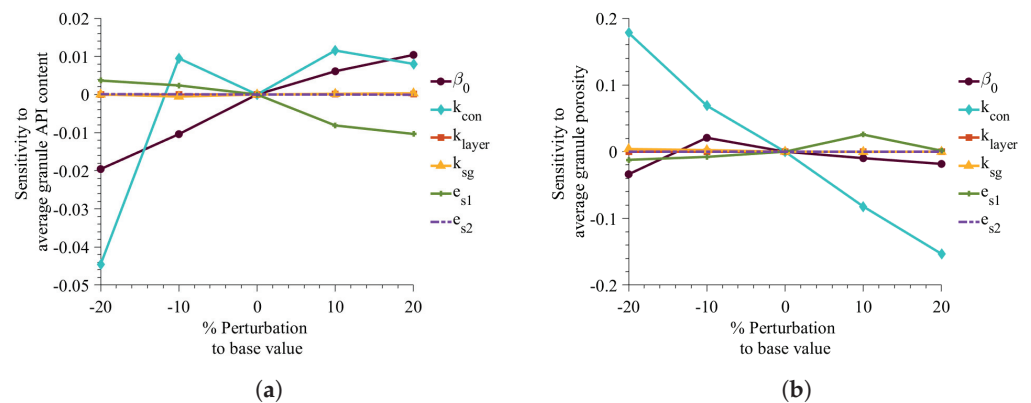 0.02
0.01
0
-0.01
-0.02
-0.03
-0.04
-0.05
-20
-10
0
10
20
Sensitivity to
average granule API content
% Perturbation
to base value
β0
kcon
klayer
ksg
es1
es2
(a)
0.2
0.1
0
-0.1
-0.2
-20
-10
0
10
20
Sensitivity to
average granule porosity
% Perturbation
to base value
β0
kcon
klayer
ksg
es1
es2
(b)